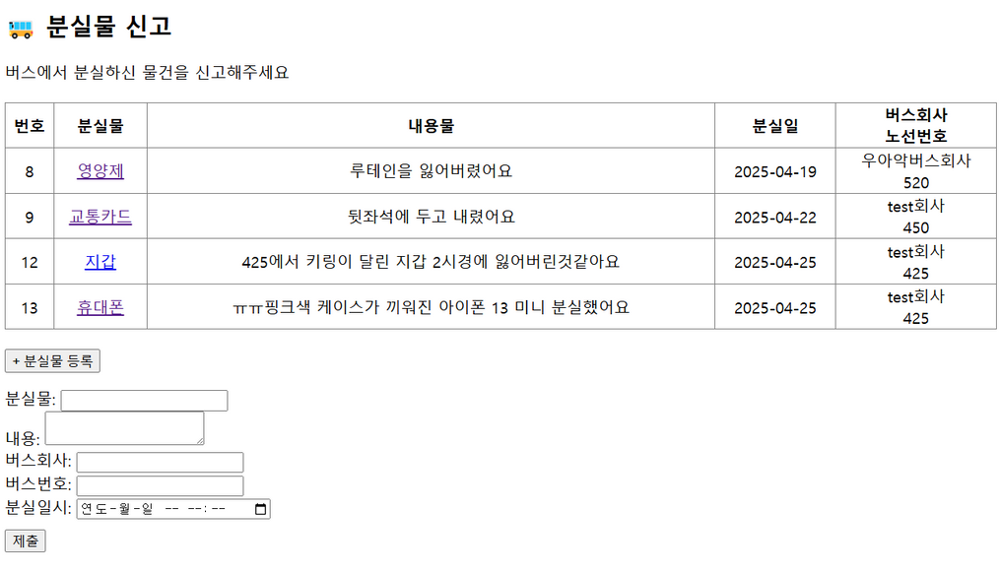 분실물 신고
버스에서 분실하신 물건을 신고해주세요
번호 분실물 내용물 분실일 버스회사
노선번호
8 영양제 루테인을 잃어버렸어요 2025-04-19 우아악버스회사
520
9 교통카드 뒷좌석에 두고 내렸어요 2025-04-22 test회사
450
12 지갑 425에서 키링이 달린 지갑 2시경에 잃어버린것같아요 2025-04-25 test회사
425
13 휴대폰 ㅠㅠ핑크색 케이스가 끼워진 아이폰 13 미니 분실했어요 2025-04-25 test회사
425
+ 분실물 등록
분실물:
내용:
버스회사:
버스번호:
분실일시: 연도-월-일 -- --:--
제출